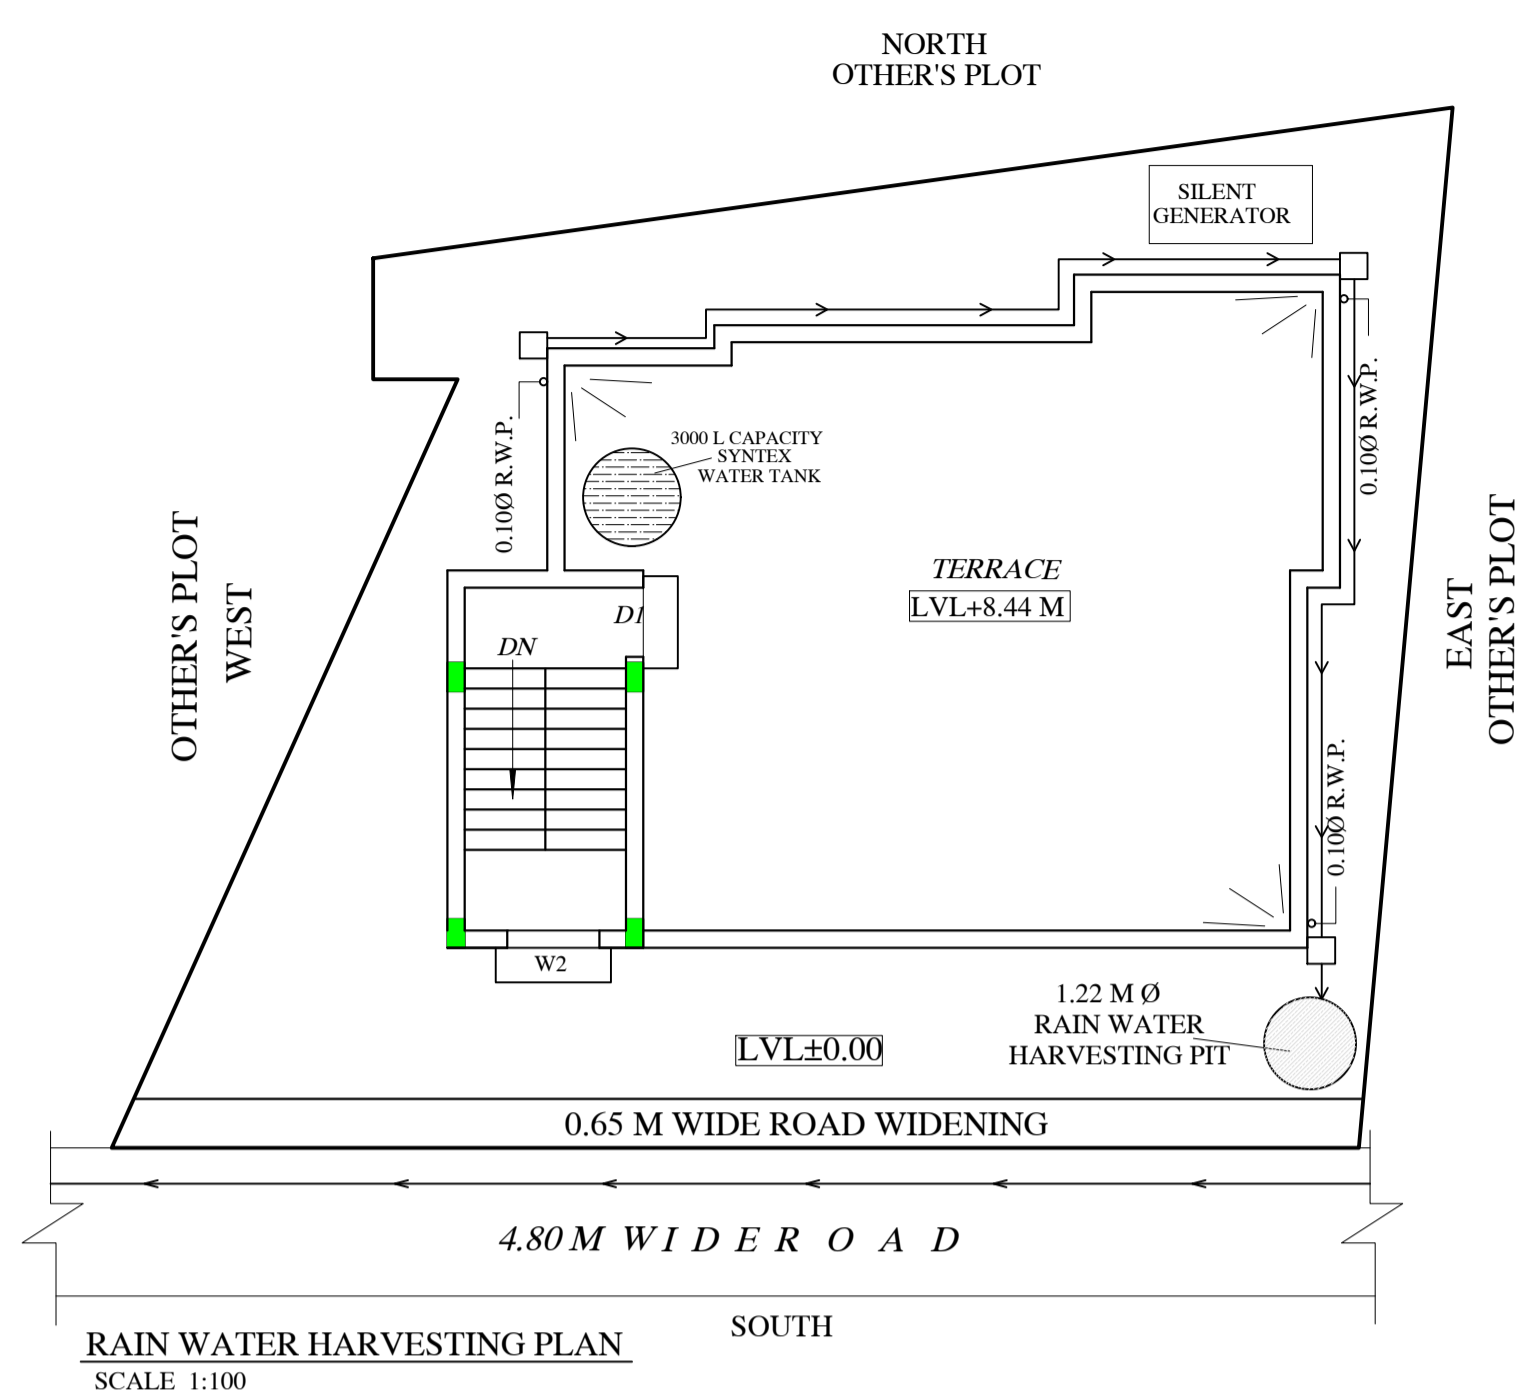 NORTH
OTHER'S PLOT
SILENT
GENERATOR
0.10Ø R.W.P.
3000 L CAPACITY
SYNTEX
WATER TANK
0.10Ø R.W.P.
OTHER'S PLOT
WEST
TERRACE
LVL+8.44 M
D1
DN
EAST
OTHER'S PLOT
0.10Ø R.W.P.
W2
1.22 M Ø
RAIN WATER
HARVESTING PIT
LVL±0.00
0.65 M WIDE ROAD WIDENING
4.80 M WIDE ROAD
SOUTH
RAIN WATER HARVESTING PLAN
SCALE 1:100